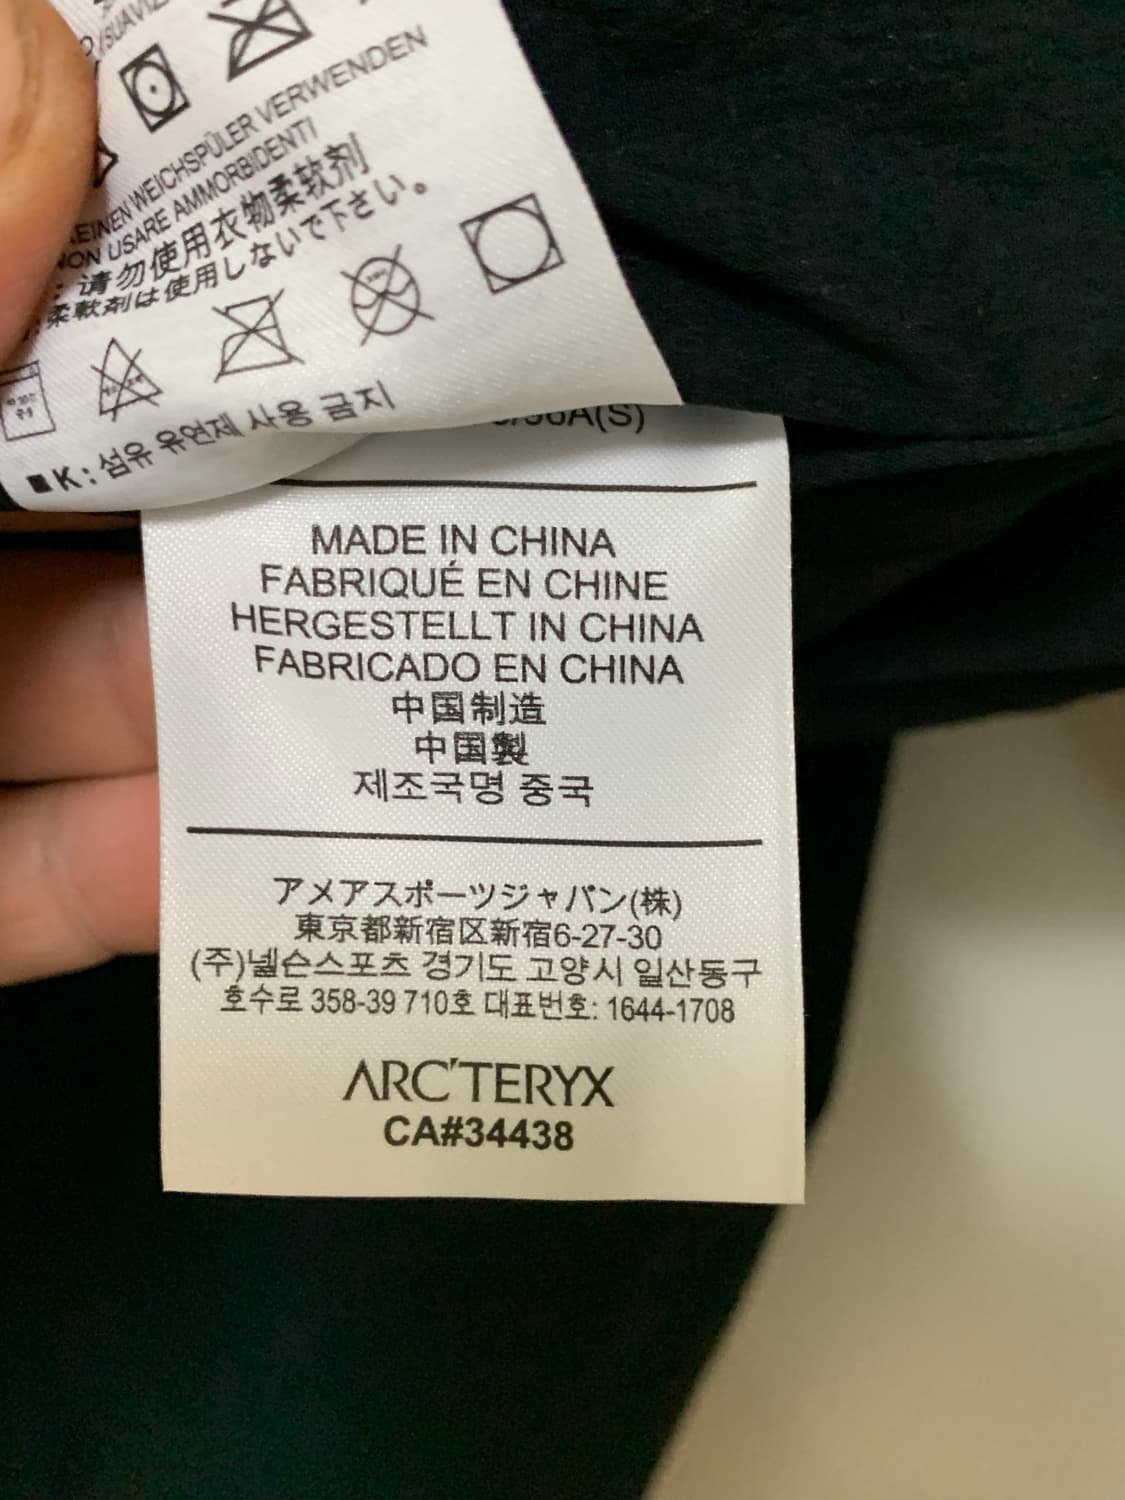 KEINEN WEICHSPÜLER VERWENDEN
NON USARE AMMORBIDENTI
: 请勿使用衣物柔软剂
: 柔軟剤は使用しないで下さい。
■K: 섬유 유연제 사용 금지
MADE IN CHINA
FABRIQUÉ EN CHINE
HERGESTELLT IN CHINA
FABRICADO EN CHINA
中国制造
中国製
제조국명 중국
アメアスポーツジャパン(株)
東京都新宿区新宿6-27-30
(주)넬슨스포츠 경기도 고양시 일산동구
호수로 358-39 710호 대표번호: 1644-1708
ARC'TERYX
CA#34438